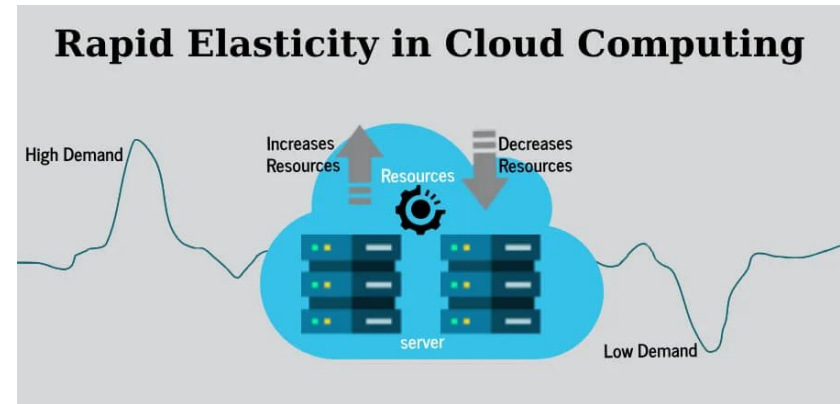 Rapid Elasticity in Cloud Computing
High Demand
Increases
Resources
Resources
Decreases
Resources
server
Low Demand